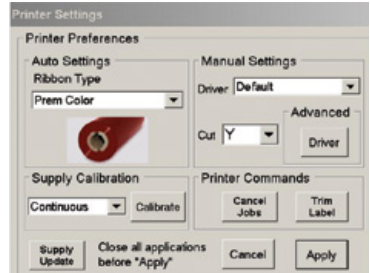 Printer Settings
Printer Preferences
Auto Settings
Ribbon Type
Prem Color
Manual Settings
Driver Default
Cut Y
Advanced
Driver
Supply Calibration
Continuous Calibrate
Printer Commands
Cancel Jobs
Trim Label
Supply Update
Close all applications
before "Apply"
Cancel Apply